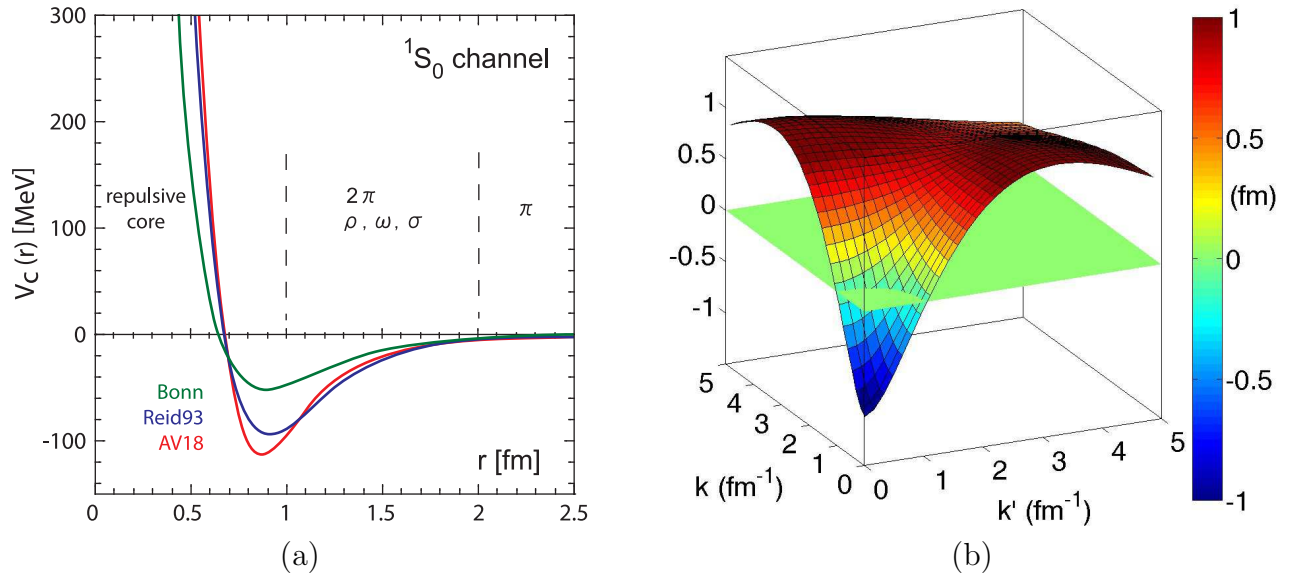 300
200
100
0
-100
V_C (r) [MeV]
^1S_0 channel
repulsive
core
2 π
ρ , ω, σ
π
Bonn
Reid93
AV18
r [fm]
0
0.5
1
1.5
2
2.5
(a)
1
0.5
0
-0.5
-1
5
4
3
2
1
0
k (fm^-1)
0
1
2
3
4
5
k' (fm^-1)
1
0.5
(fm)
0
-0.5
-1
(b)